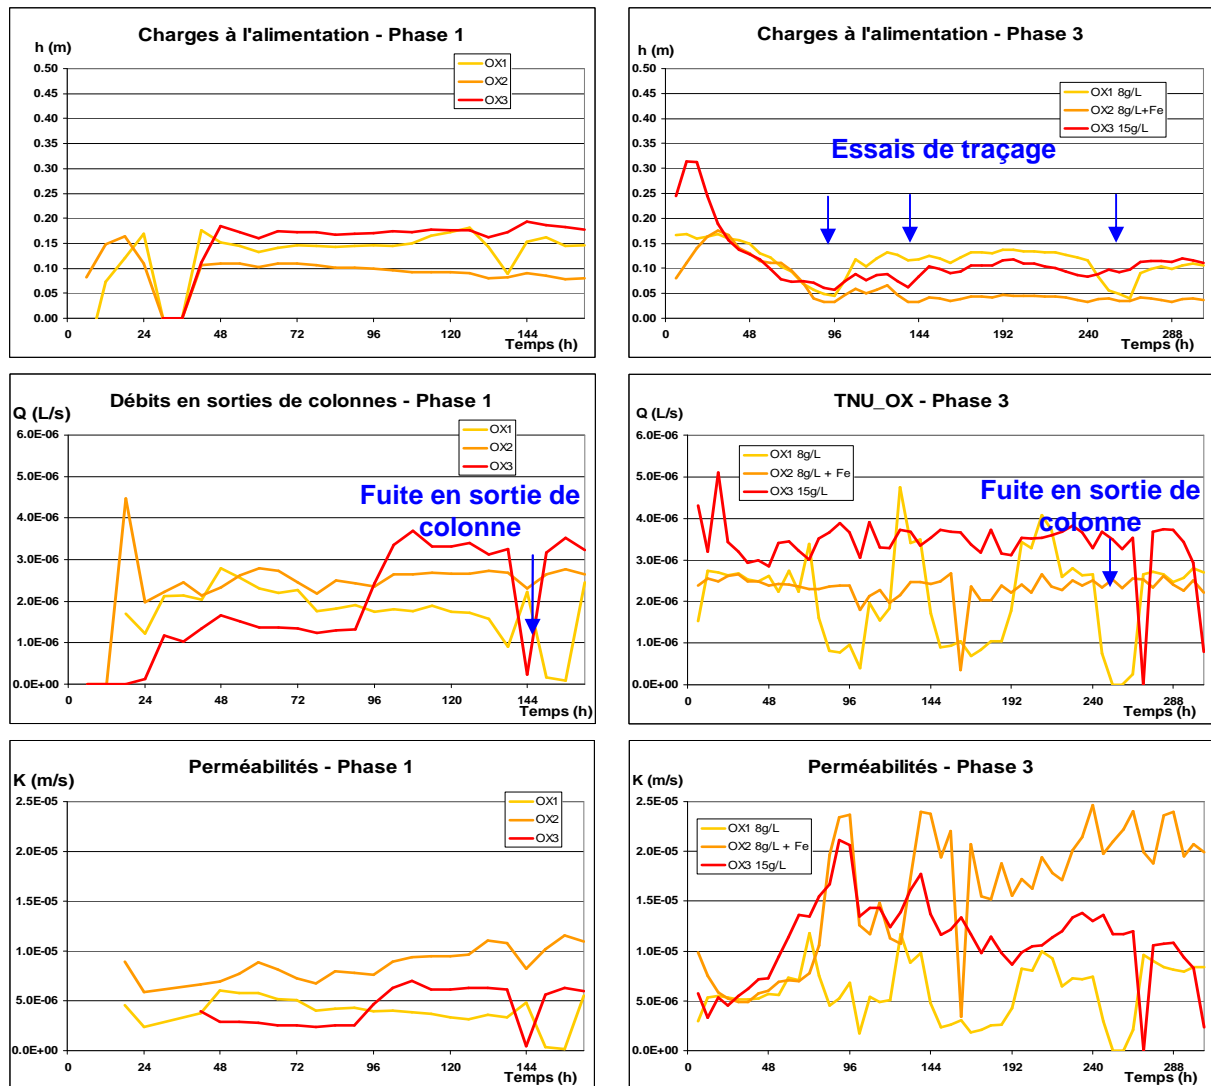 Charges à l'alimentation - Phase 1
h (m)
OX1
OX2
OX3
0.50
0.45
0.40
0.35
0.30
0.25
0.20
0.15
0.10
0.05
0.00
0 24 48 72 96 120 144
Temps (h)
Charges à l'alimentation - Phase 3
h (m)
OX1 8g/L
OX2 8g/L+Fe
OX3 15g/L
Essais de traçage
0.50
0.45
0.40
0.35
0.30
0.25
0.20
0.15
0.10
0.05
0.00
0 48 96 144 192 240 288
Temps (h)
Débits en sorties de colonnes - Phase 1
Q (L/s)
OX1
OX2
OX3
Fuite en sortie de
colonne
6.0E-06
5.0E-06
4.0E-06
3.0E-06
2.0E-06
1.0E-06
0.0E+00
0 24 48 72 96 120 144
Temps (h)
TNU_OX - Phase 3
Q (L/s)
OX1 8g/L
OX2 8g/L + Fe
OX3 15g/L
Fuite en sortie de
colonne
6.0E-06
5.0E-06
4.0E-06
3.0E-06
2.0E-06
1.0E-06
0.0E+00
0 48 96 144 192 240 288
Temps (h)
Perméabilités - Phase 1
K (m/s)
OX1
OX2
OX3
2.5E-05
2.0E-05
1.5E-05
1.0E-05
5.0E-06
0.0E+00
0 24 48 72 96 120 144
Temps (h)
Perméabilités - Phase 3
K (m/s)
OX1 8g/L
OX2 8g/L + Fe
OX3 15g/L
2.5E-05
2.0E-05
1.5E-05
1.0E-05
5.0E-06
0.0E+00
0 48 96 144 192 240 288
Temps (h)